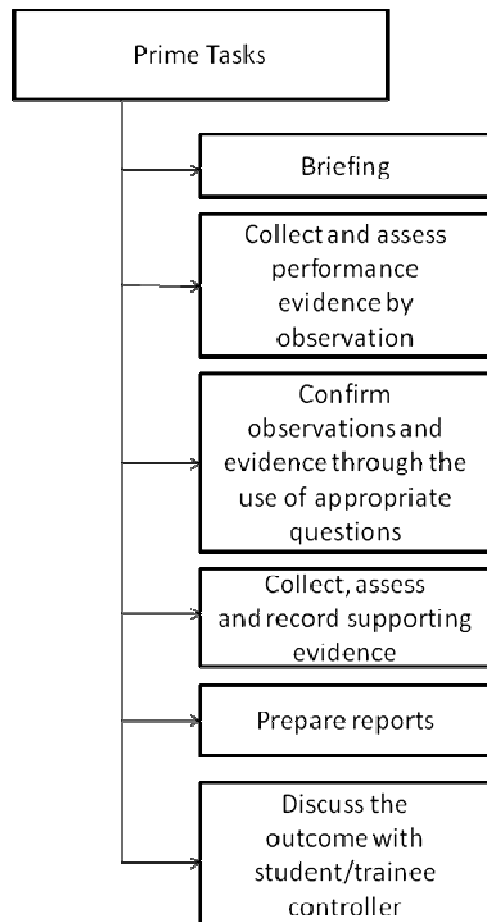 Prime Tasks
Briefing
Collect and assess
performance
evidence by
observation
Confirm
observations and
evidence through the
use of appropriate
questions
Collect, assess
and record supporting
evidence
Prepare reports
Discuss the
outcome with
student/trainee
controller